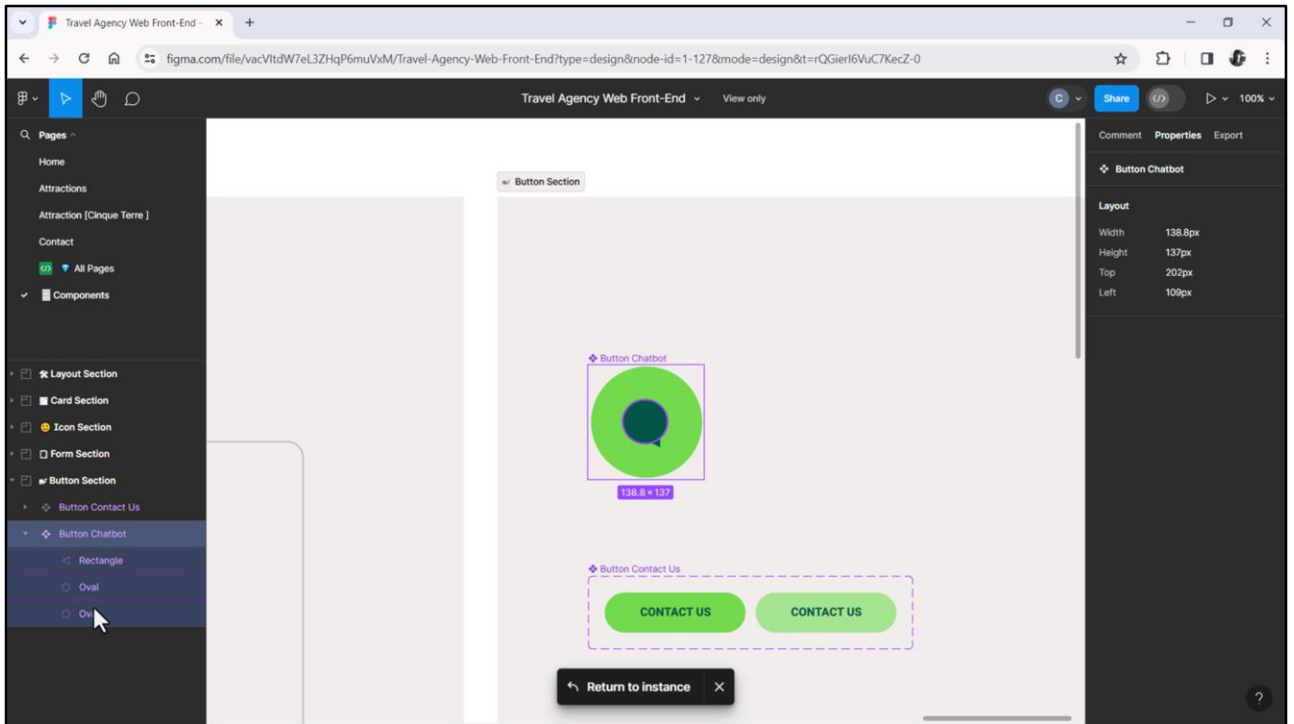 Travel Agency Web Front-End –
figma.com/file/vacVltdW7eL3ZHqP6muVxM/Travel-Agency-Web-Front-End?type=design&node-id=1-127&mode=design&t=rQGierI6VuC7KecZ-0
Travel Agency Web Front-End View only
C Share 100%
Pages
Home
Attractions
Attraction [Cinque Terre ]
Contact
All Pages
Components
Layout Section
Card Section
Icon Section
Form Section
Button Section
Button Contact Us
Button Chatbot
Rectangle
Oval
Button Section
Button Chatbot
138.8 × 137
Button Contact Us
CONTACT US CONTACT US
Return to instance
Comment Properties Export
Button Chatbot
Layout
Width 138.8px
Height 137px
Top 202px
Left 109px
?